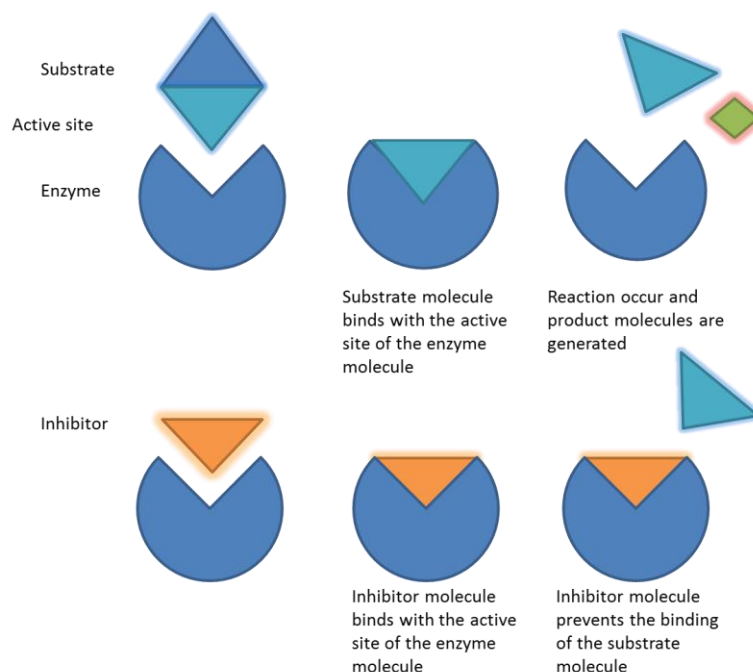 Substrate
Active site
Enzyme
Substrate molecule
binds with the active
site of the enzyme
molecule
Reaction occur and
product molecules are
generated
Inhibitor
Inhibitor molecule
binds with the active
site of the enzyme
molecule
Inhibitor molecule
prevents the binding
of the substrate
molecule